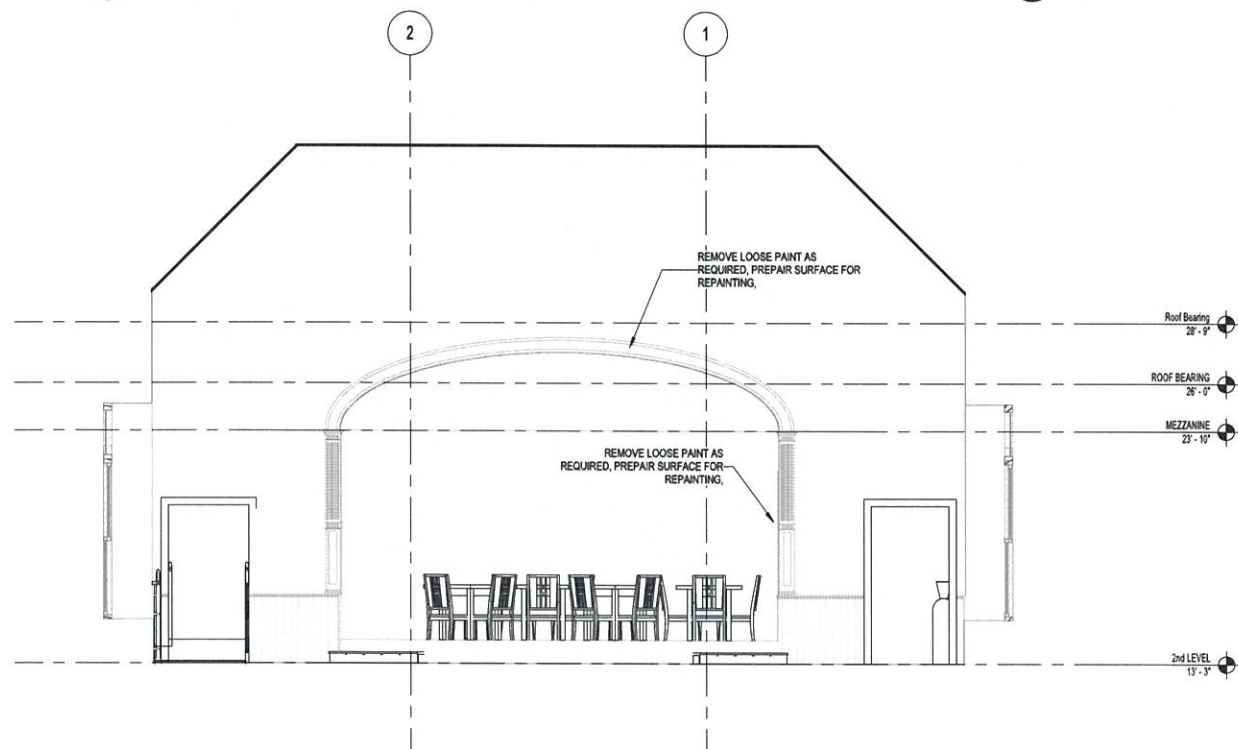 2
1
REMOVE LOOSE PAINT AS
REQUIRED, PREPAIR SURFACE FOR
REPAINTING,
Roof Bearing
28' - 9"
ROOF BEARING
26' - 0"
MEZZANINE
23' - 10"
REMOVE LOOSE PAINT AS
REQUIRED, PREPAIR SURFACE FOR
REPAINTING,
2nd LEVEL
13' - 3"